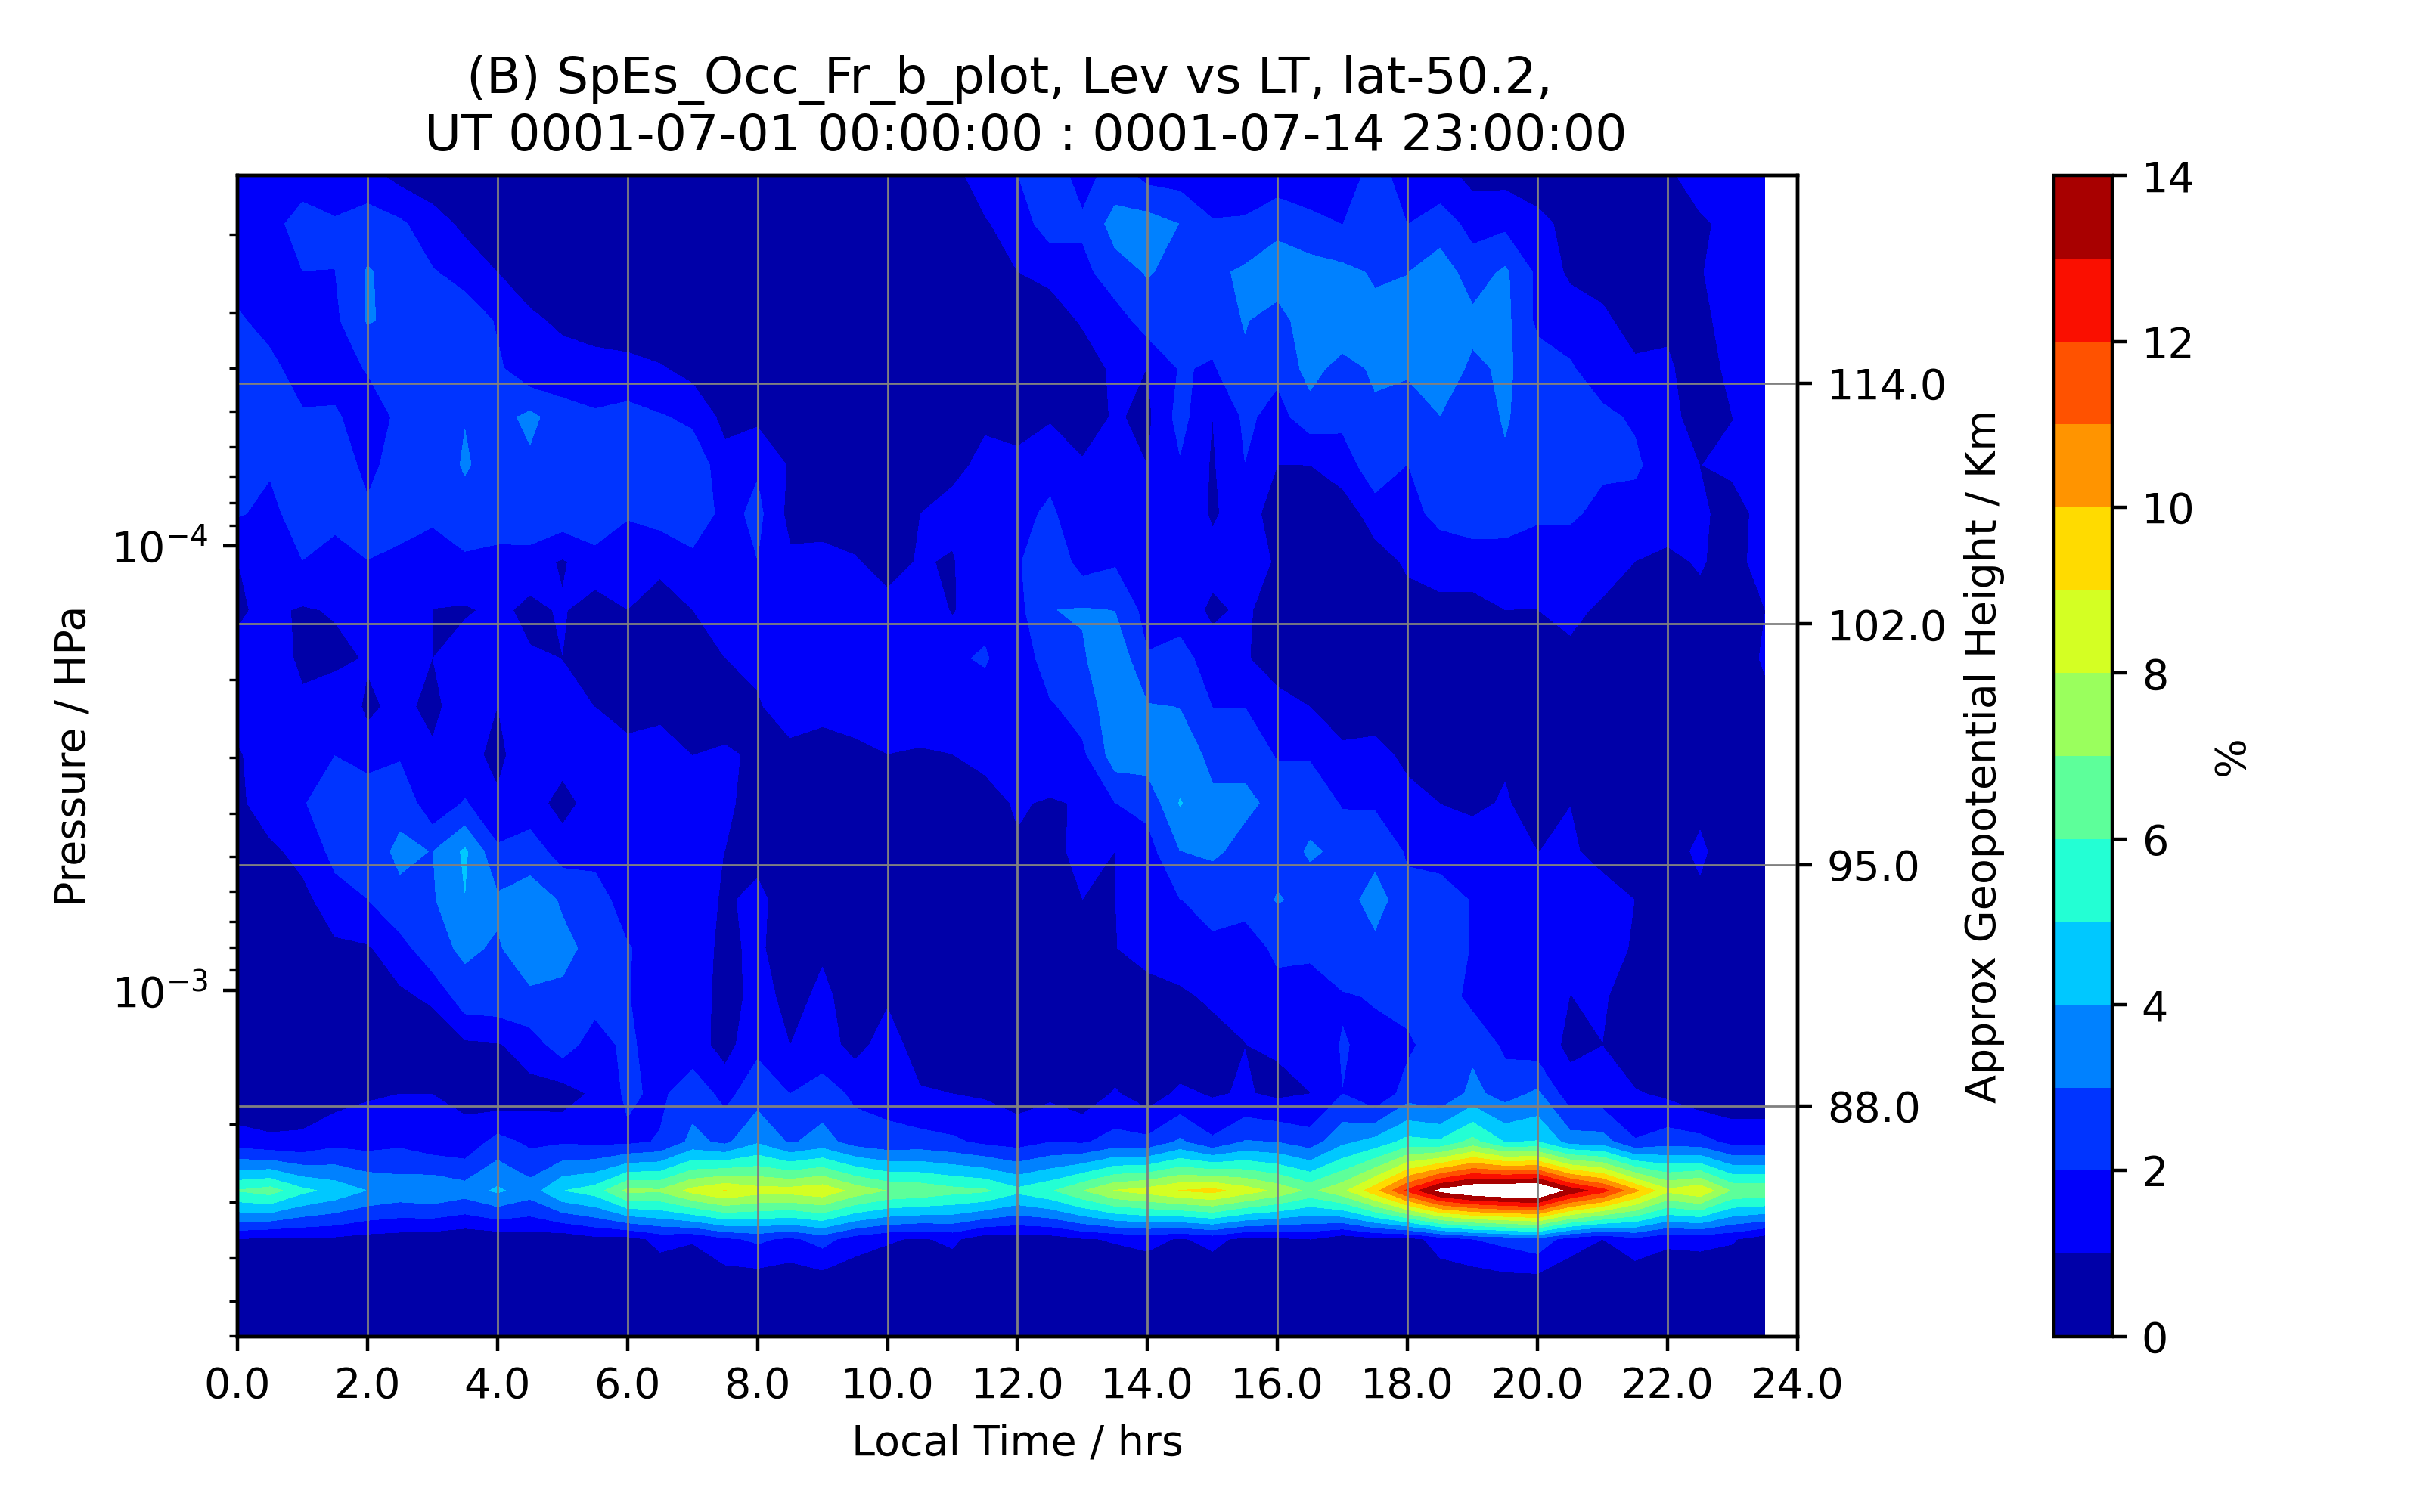 (B) SpEs_Occ_Fr_b_plot, Lev vs LT, lat-50.2,
UT 0001-07-01 00:00:00 : 0001-07-14 23:00:00
Pressure / HPa
10⁻⁴
10⁻³
0.0 2.0 4.0 6.0 8.0 10.0 12.0 14.0 16.0 18.0 20.0 22.0 24.0
Local Time / hrs
114.0
102.0
95.0
88.0
Approx Geopotential Height / Km
14
12
10
8
6
4
2
0
%